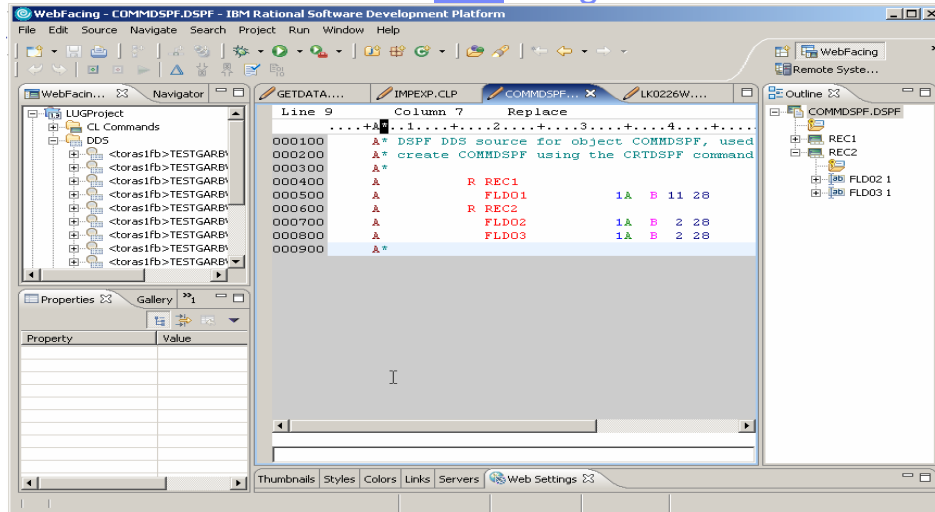 WebFacing - COMMDSPF.DSPF - IBM Rational Software Development Platform
File Edit Source Navigate Search Project Run Window Help
WebFacing
Remote Syste...
WebFacin... Navigator
GETDATA.... IMPEXP.CLP COMMDSPF... LK0226W....
Outline
LUGProject
CL Commands
DDS
<toras1fb>TESTGARB
<toras1fb>TESTGARB
<toras1fb>TESTGARB
<toras1fb>TESTGARB
<toras1fb>TESTGARB
<toras1fb>TESTGARB
<toras1fb>TESTGARB
<toras1fb>TESTGARB
Line 9 Column 7 Replace
....+A*..1....+....2....+....3....+....4....+....
000100 A* DSPF DDS source for object COMMDSPF, used
000200 A* create COMMDSPF using the CRTDSPF command
000300 A*
000400 A R REC1
000500 A FLD01 1A B 11 28
000600 A R REC2
000700 A FLD02 1A B 2 28
000800 A FLD03 1A B 2 28
000900 A*
COMMDSPF.DSPF
REC1
REC2
FLD02 1
FLD03 1
Properties Gallery »1
Property Value
Thumbnails Styles Colors Links Servers Web Settings